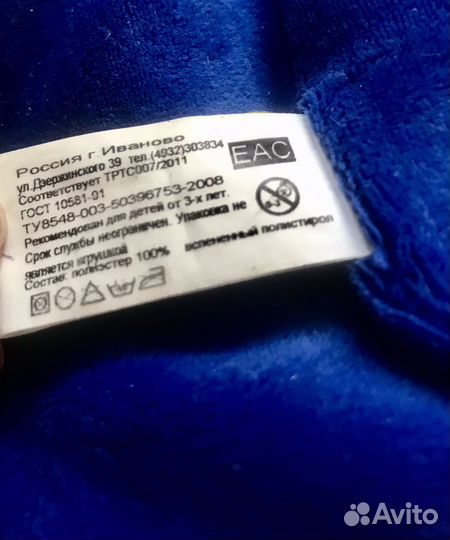 Россия г. Иваново
ул.Дзержинского 39 тел.(4932)303834
Соответствует ТРТС007/2011
EAC
ГОСТ 10581-91
ТУ8548-003-50396753-2008
Рекомендован для детей от 3-х лет.
0-3
Срок службы неограничен. Упаковка не
является игрушкой
Состав: полиэстер 100% вспененный полистирол
Avito